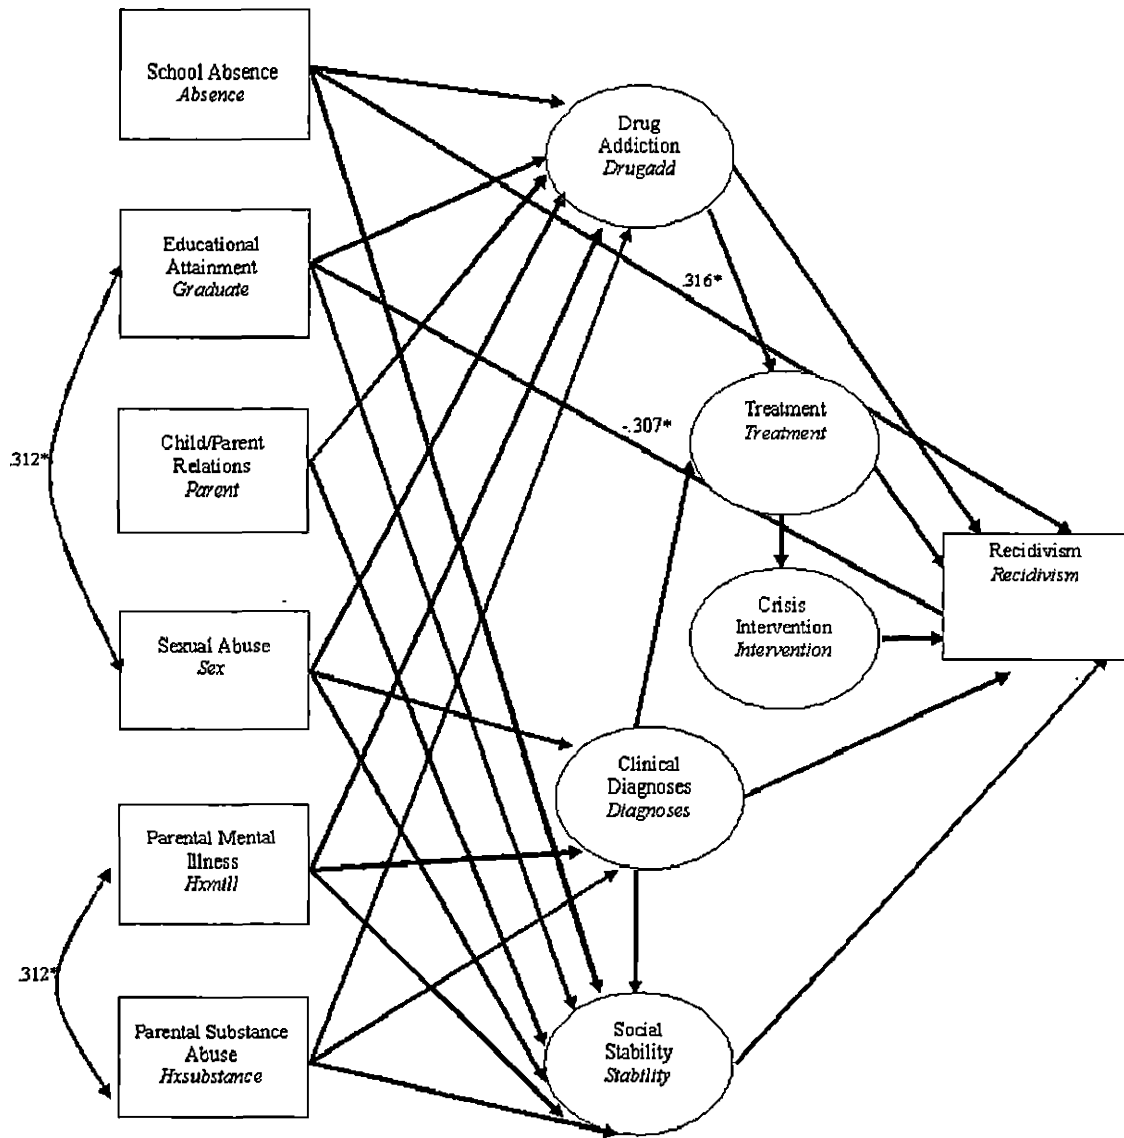 School Absence
Absence
Drug
Addiction
Drugadd
Educational
Attainment
Graduate
.316*
Treatment
Treatment
-.307*
Child/Parent
Relations
Parent
.312*
Recidivism
Recidivism
Crisis
Intervention
Intervention
Sexual Abuse
Sex
Clinical
Diagnoses
Diagnoses
Parental Mental
Illness
Hxmill
.312*
Social
Stability
Stability
Parental Substance
Abuse
Hxsubstance